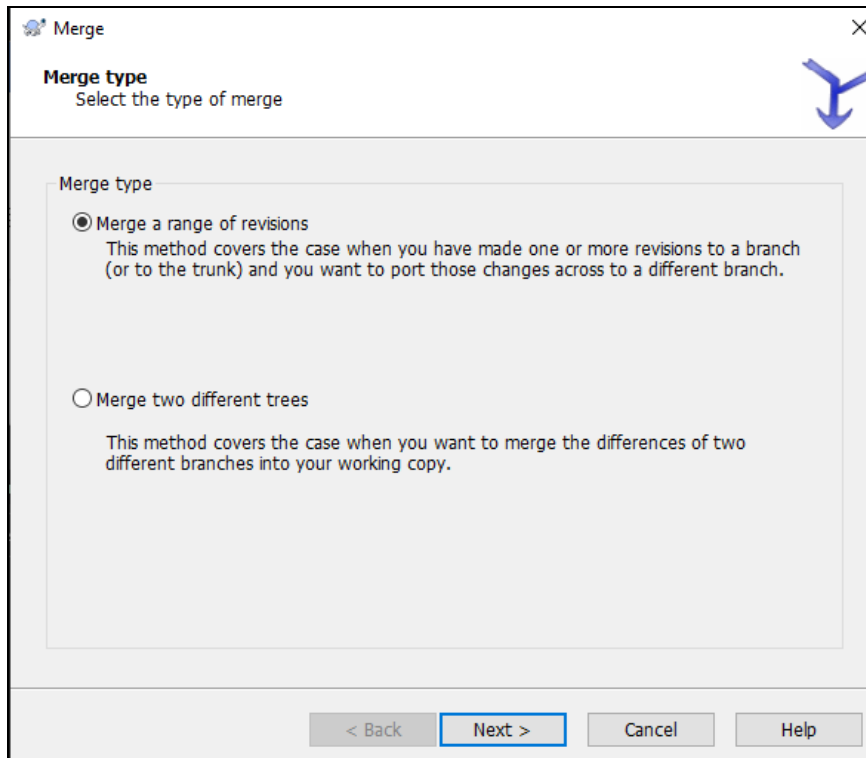 Merge
Merge type
Select the type of merge
Merge type
Merge a range of revisions
This method covers the case when you have made one or more revisions to a branch
(or to the trunk) and you want to port those changes across to a different branch.
Merge two different trees
This method covers the case when you want to merge the differences of two
different branches into your working copy.
< Back Next > Cancel Help